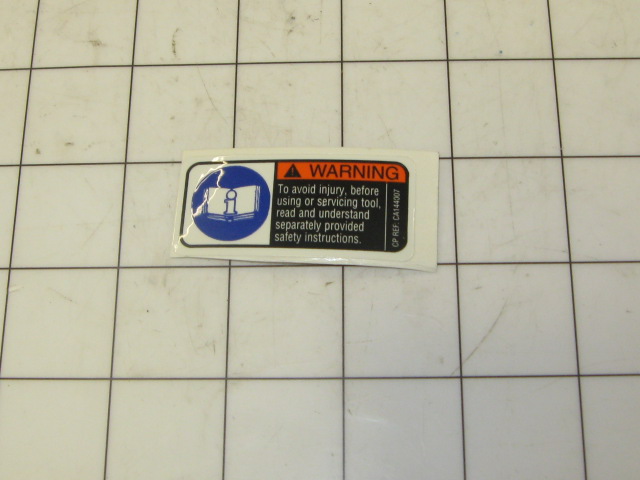 WARNING
To avoid injury, before
using or servicing tool,
read and understand
separately provided
safety instructions.
CP REF. CA144007